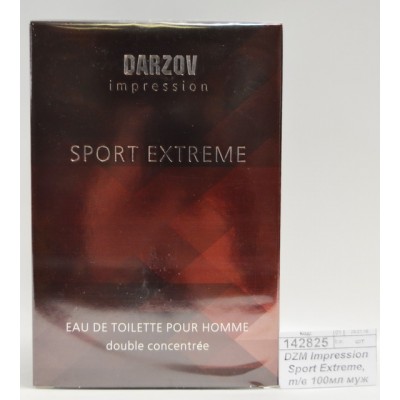 DARZOV
impression
SPORT EXTREME
EAU DE TOILETTE POUR HOMME
double concentrée
142825
DZM Impression
Sport Extreme,
т/в 100мл муж